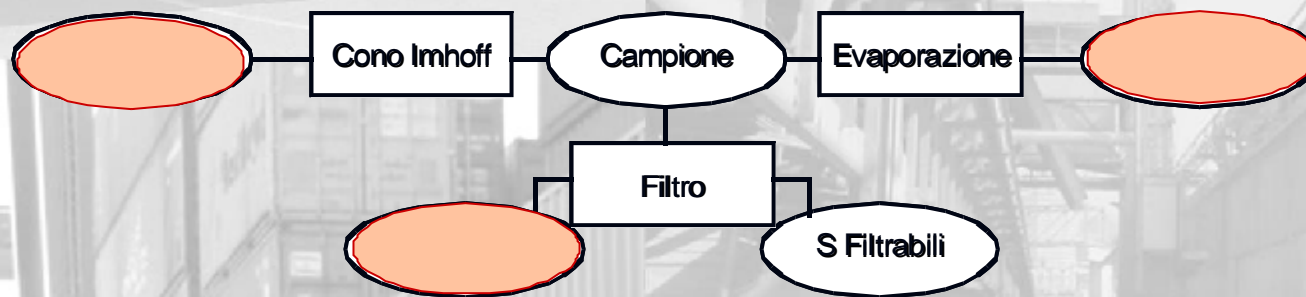 Cono Imhoff
Campione
Evaporazione
Filtro
S Filtrabili